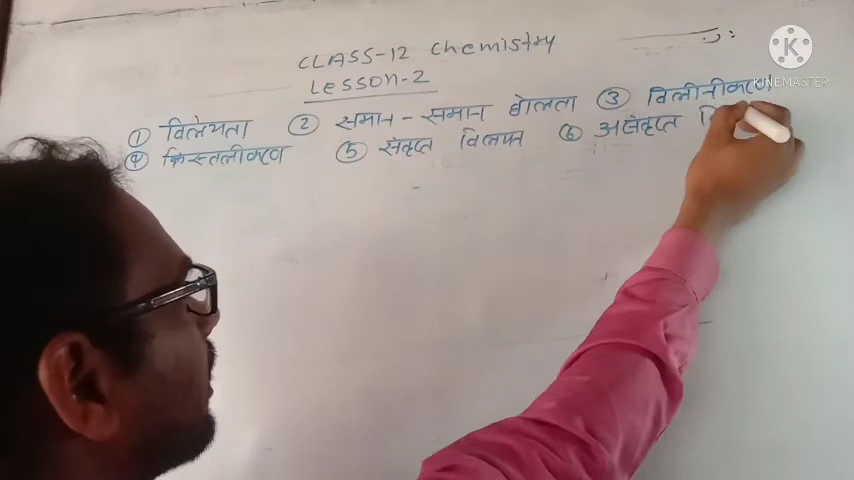 CLASS-12 chemistry
Lesson-2
① विलेयता ② समान - समान घोलता ③ विलीनीकरण
④ क्रिस्तलीकरण ⑤ संतृप्त विलयन ⑥ असंतृप्त
K
KINEMASTER